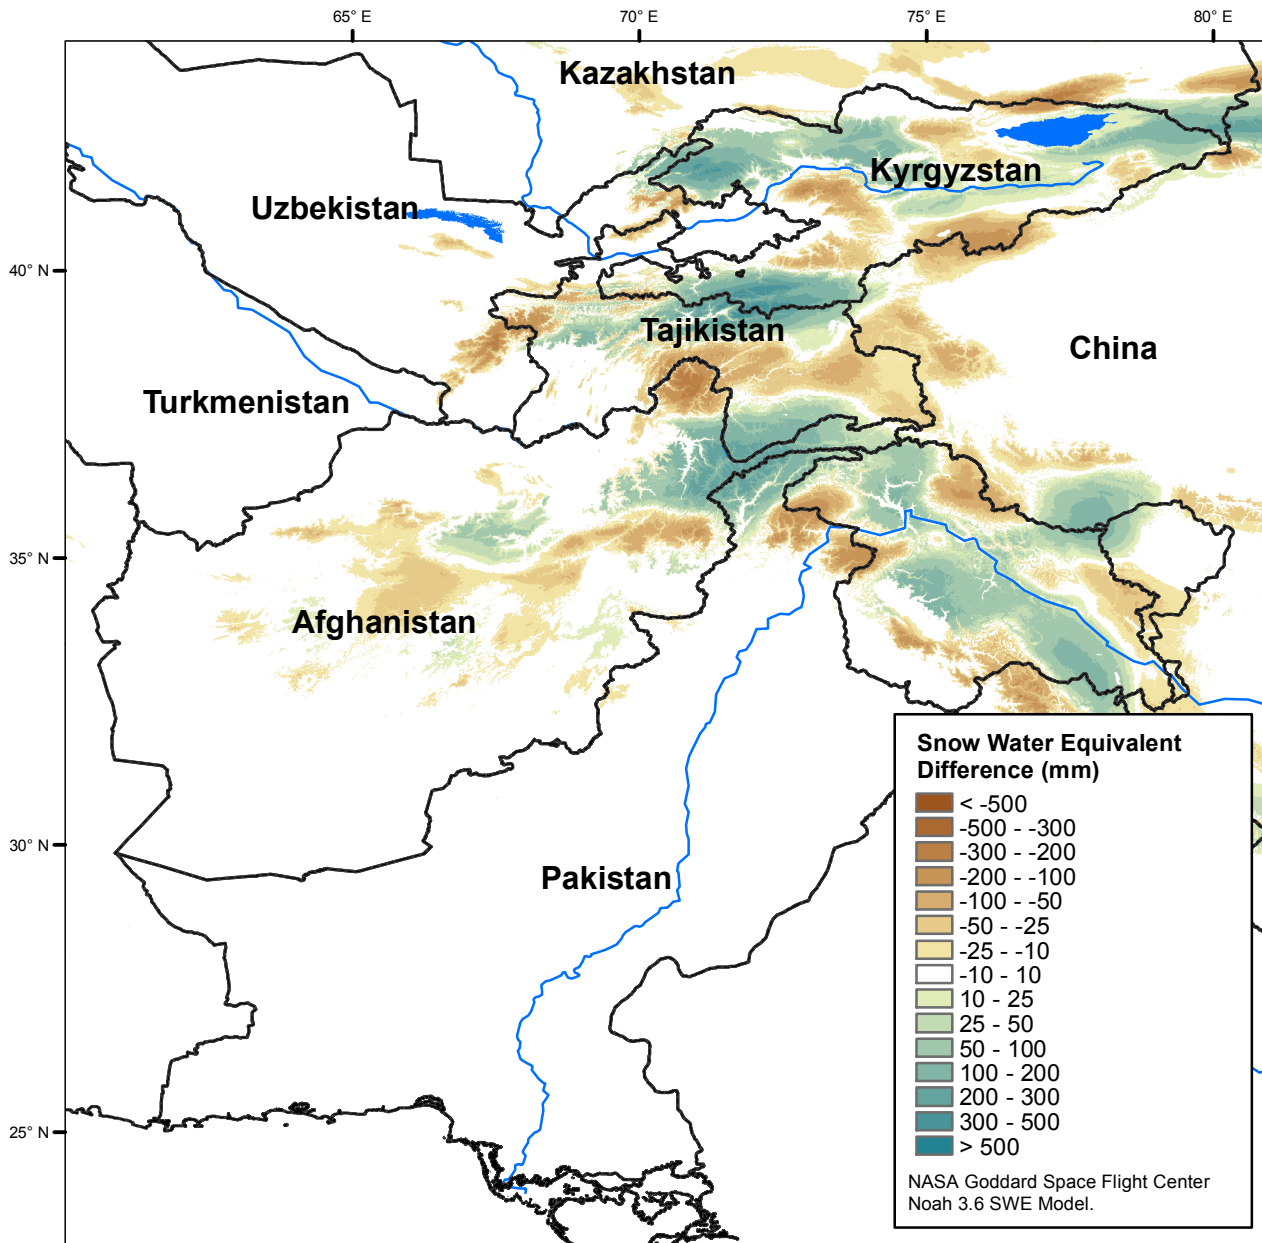 65° E
70° E
75° E
80° E
Kazakhstan
Kyrgyzstan
Uzbekistan
40° N
Tajikistan
China
Turkmenistan
35° N
Afghanistan
Snow Water Equivalent
Difference (mm)
< -500
-500 - -300
-300 - -200
-200 - -100
-100 - -50
-50 - -25
-25 - -10
-10 - 10
10 - 25
25 - 50
50 - 100
100 - 200
200 - 300
300 - 500
> 500
NASA Goddard Space Flight Center
Noah 3.6 SWE Model.
30° N
Pakistan
25° N